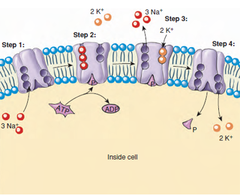 2 K⁺
3 Na⁺
Step 3:
2 K⁺
Step 1:
Step 2:
Step 4:
P
P
3 Na⁺
ATP
ADP
P
2 K⁺
Inside cell